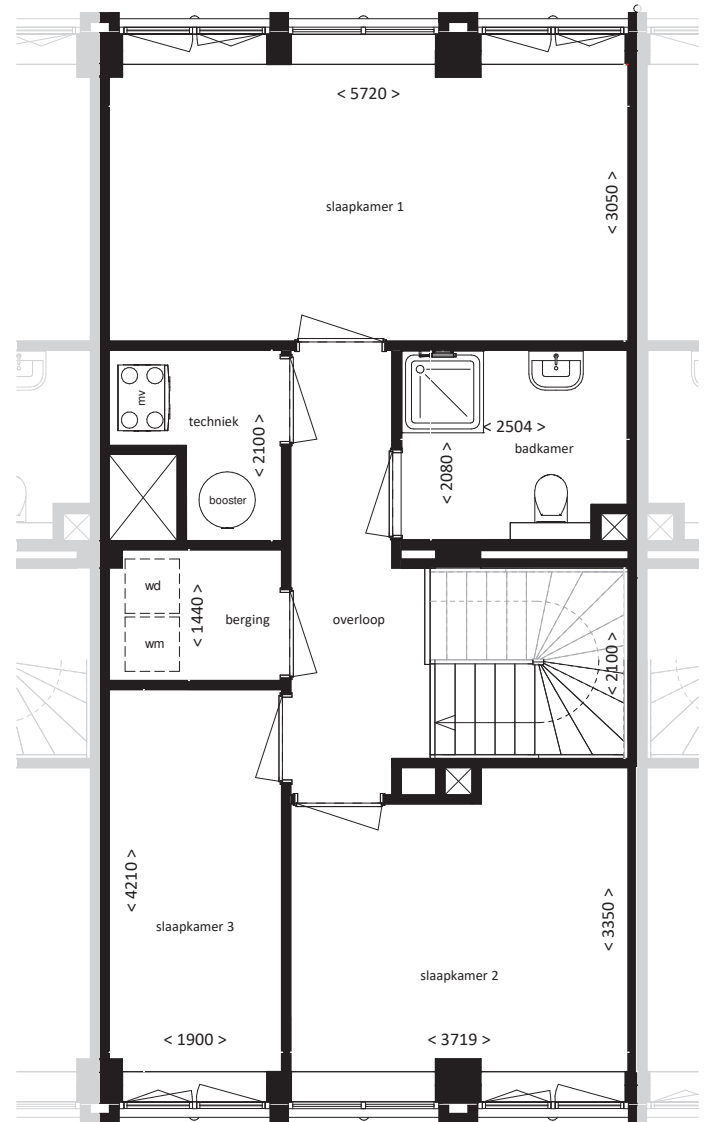 < 5720 >
slaapkamer 1
< 3050 >
mv
techniek
< 2100 >
booster
< 2504 >
badkamer
< 2080 >
wd
wm
< 1440 >
berging
overloop
< 2100 >
< 4210 >
slaapkamer 3
< 1900 >
< 3350 >
slaapkamer 2
< 3719 >